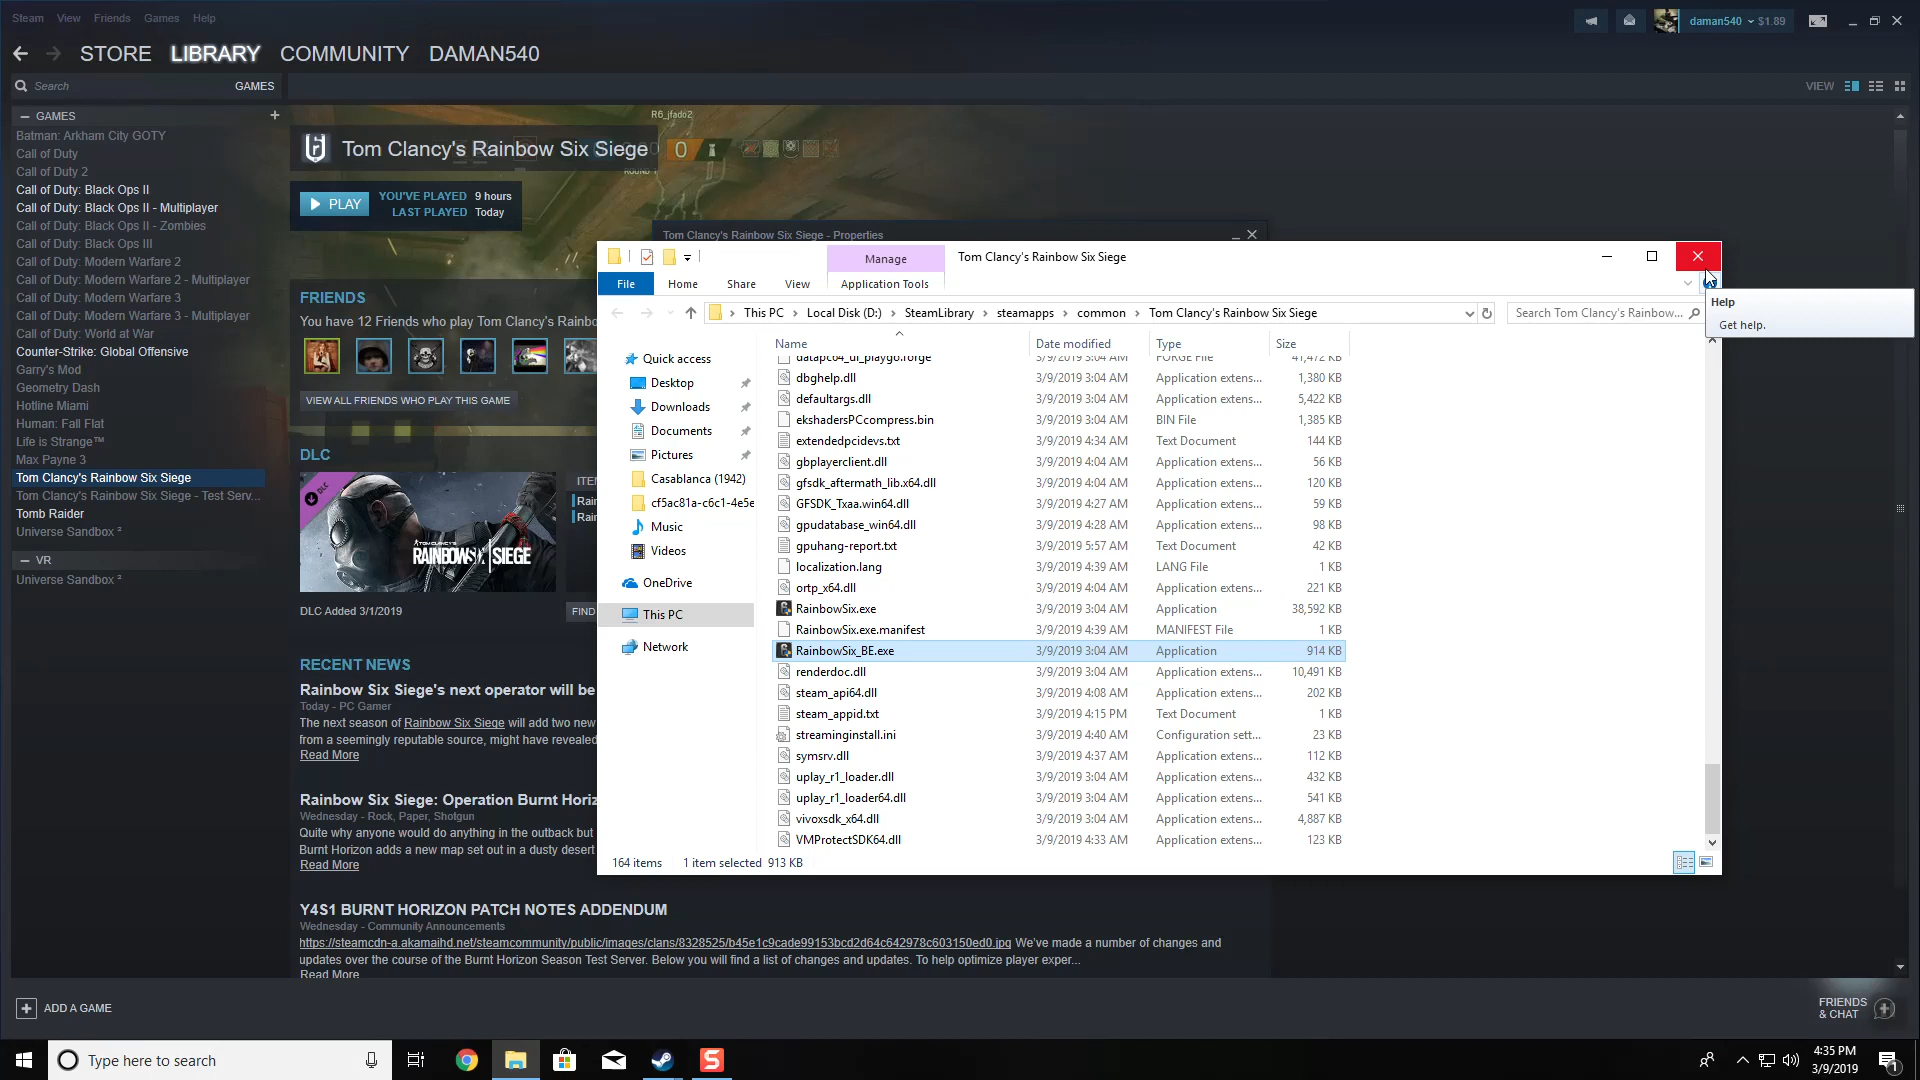 Steam View Friends Games Help
daman540 $1.89
STORE LIBRARY COMMUNITY DAMAN540
Search GAMES
VIEW
GAMES +
Batman: Arkham City GOTY
Call of Duty
Call of Duty 2
Call of Duty: Black Ops II
Call of Duty: Black Ops II - Multiplayer
Call of Duty: Black Ops II - Zombies
Call of Duty: Black Ops III
Call of Duty: Modern Warfare 2
Call of Duty: Modern Warfare 2 - Multiplayer
Call of Duty: Modern Warfare 3
Call of Duty: Modern Warfare 3 - Multiplayer
Call of Duty: World at War
Counter-Strike: Global Offensive
Garry's Mod
Geometry Dash
Hotline Miami
Human: Fall Flat
Life is Strange™
Max Payne 3
Tom Clancy's Rainbow Six Siege
Tom Clancy's Rainbow Six Siege - Test Serv...
Tomb Raider
Universe Sandbox ²
VR
Universe Sandbox ²
R6_jfado2
Tom Clancy's Rainbow Six Siege
0
PLAY
YOU'VE PLAYED 9 hours
LAST PLAYED Today
FRIENDS
You have 12 Friends who play Tom Clancy's Rainbo
VIEW ALL FRIENDS WHO PLAY THIS GAME
DLC
DLC
TOM CLANCY'S
RAINBOW SIX SIEGE
DLC Added 3/1/2019
ITE
Rain
Rain
FIND
RECENT NEWS
Rainbow Six Siege's next operator will be
Today - PC Gamer
The next season of Rainbow Six Siege will add two new
from a seemingly reputable source, might have revealed
Read More
Rainbow Six Siege: Operation Burnt Horiz
Wednesday - Rock, Paper, Shotgun
Quite why anyone would do anything in the outback but
Burnt Horizon adds a new map set out in a dusty desert
Read More
Y4S1 BURNT HORIZON PATCH NOTES ADDENDUM
Wednesday - Community Announcements
https://steamcdn-a.akamaihd.net/steamcommunity/public/images/clans/8328525/b45e1c9cade99153bcd2d64c642978c603150ed0.jpg We've made a number of changes and
updates over the course of the Burnt Horizon Season Test Server. Below you will find a list of changes and updates. To help optimize player exper...
Read More
Tom Clancy's Rainbow Six Siege - Properties
Manage Tom Clancy's Rainbow Six Siege
File Home Share View Application Tools
This PC Local Disk (D:) SteamLibrary steamapps common Tom Clancy's Rainbow Six Siege
Search Tom Clancy's Rainbow...
Help
Get help.
Quick access
Desktop
Downloads
Documents
Pictures
Casablanca (1942)
cf5ac81a-c6c1-4e5e
Music
Videos
OneDrive
This PC
Network
Name Date modified Type Size
datapc64_ui_playgo.forge 3/9/2019 3:04 AM FORGE File 41,472 KB
dbghelp.dll 3/9/2019 3:04 AM Application extens... 1,380 KB
defaultargs.dll 3/9/2019 3:04 AM Application extens... 5,422 KB
ekshadersPCcompress.bin 3/9/2019 3:04 AM BIN File 1,385 KB
extendedpcidevs.txt 3/9/2019 4:34 AM Text Document 144 KB
gbplayerclient.dll 3/9/2019 4:04 AM Application extens... 56 KB
gfsdk_aftermath_lib.x64.dll 3/9/2019 4:04 AM Application extens... 120 KB
GFSDK_Txaa.win64.dll 3/9/2019 4:27 AM Application extens... 59 KB
gpudatabase_win64.dll 3/9/2019 4:28 AM Application extens... 98 KB
gpuhang-report.txt 3/9/2019 5:57 AM Text Document 42 KB
localization.lang 3/9/2019 4:39 AM LANG File 1 KB
ortp_x64.dll 3/9/2019 4:04 AM Application extens... 221 KB
RainbowSix.exe 3/9/2019 3:04 AM Application 38,592 KB
RainbowSix.exe.manifest 3/9/2019 4:39 AM MANIFEST File 1 KB
RainbowSix_BE.exe 3/9/2019 3:04 AM Application 914 KB
renderdoc.dll 3/9/2019 3:04 AM Application extens... 10,491 KB
steam_api64.dll 3/9/2019 4:08 AM Application extens... 202 KB
steam_appid.txt 3/9/2019 4:15 PM Text Document 1 KB
streaminginstall.ini 3/9/2019 4:40 AM Configuration sett... 23 KB
symsrv.dll 3/9/2019 4:37 AM Application extens... 112 KB
uplay_r1_loader.dll 3/9/2019 3:04 AM Application extens... 432 KB
uplay_r1_loader64.dll 3/9/2019 3:04 AM Application extens... 541 KB
vivoxsdk_x64.dll 3/9/2019 3:04 AM Application extens... 4,887 KB
VMProtectSDK64.dll 3/9/2019 4:33 AM Application extens... 123 KB
164 items 1 item selected 913 KB
ADD A GAME
FRIENDS
& CHAT
Type here to search
4:35 PM
3/9/2019
1